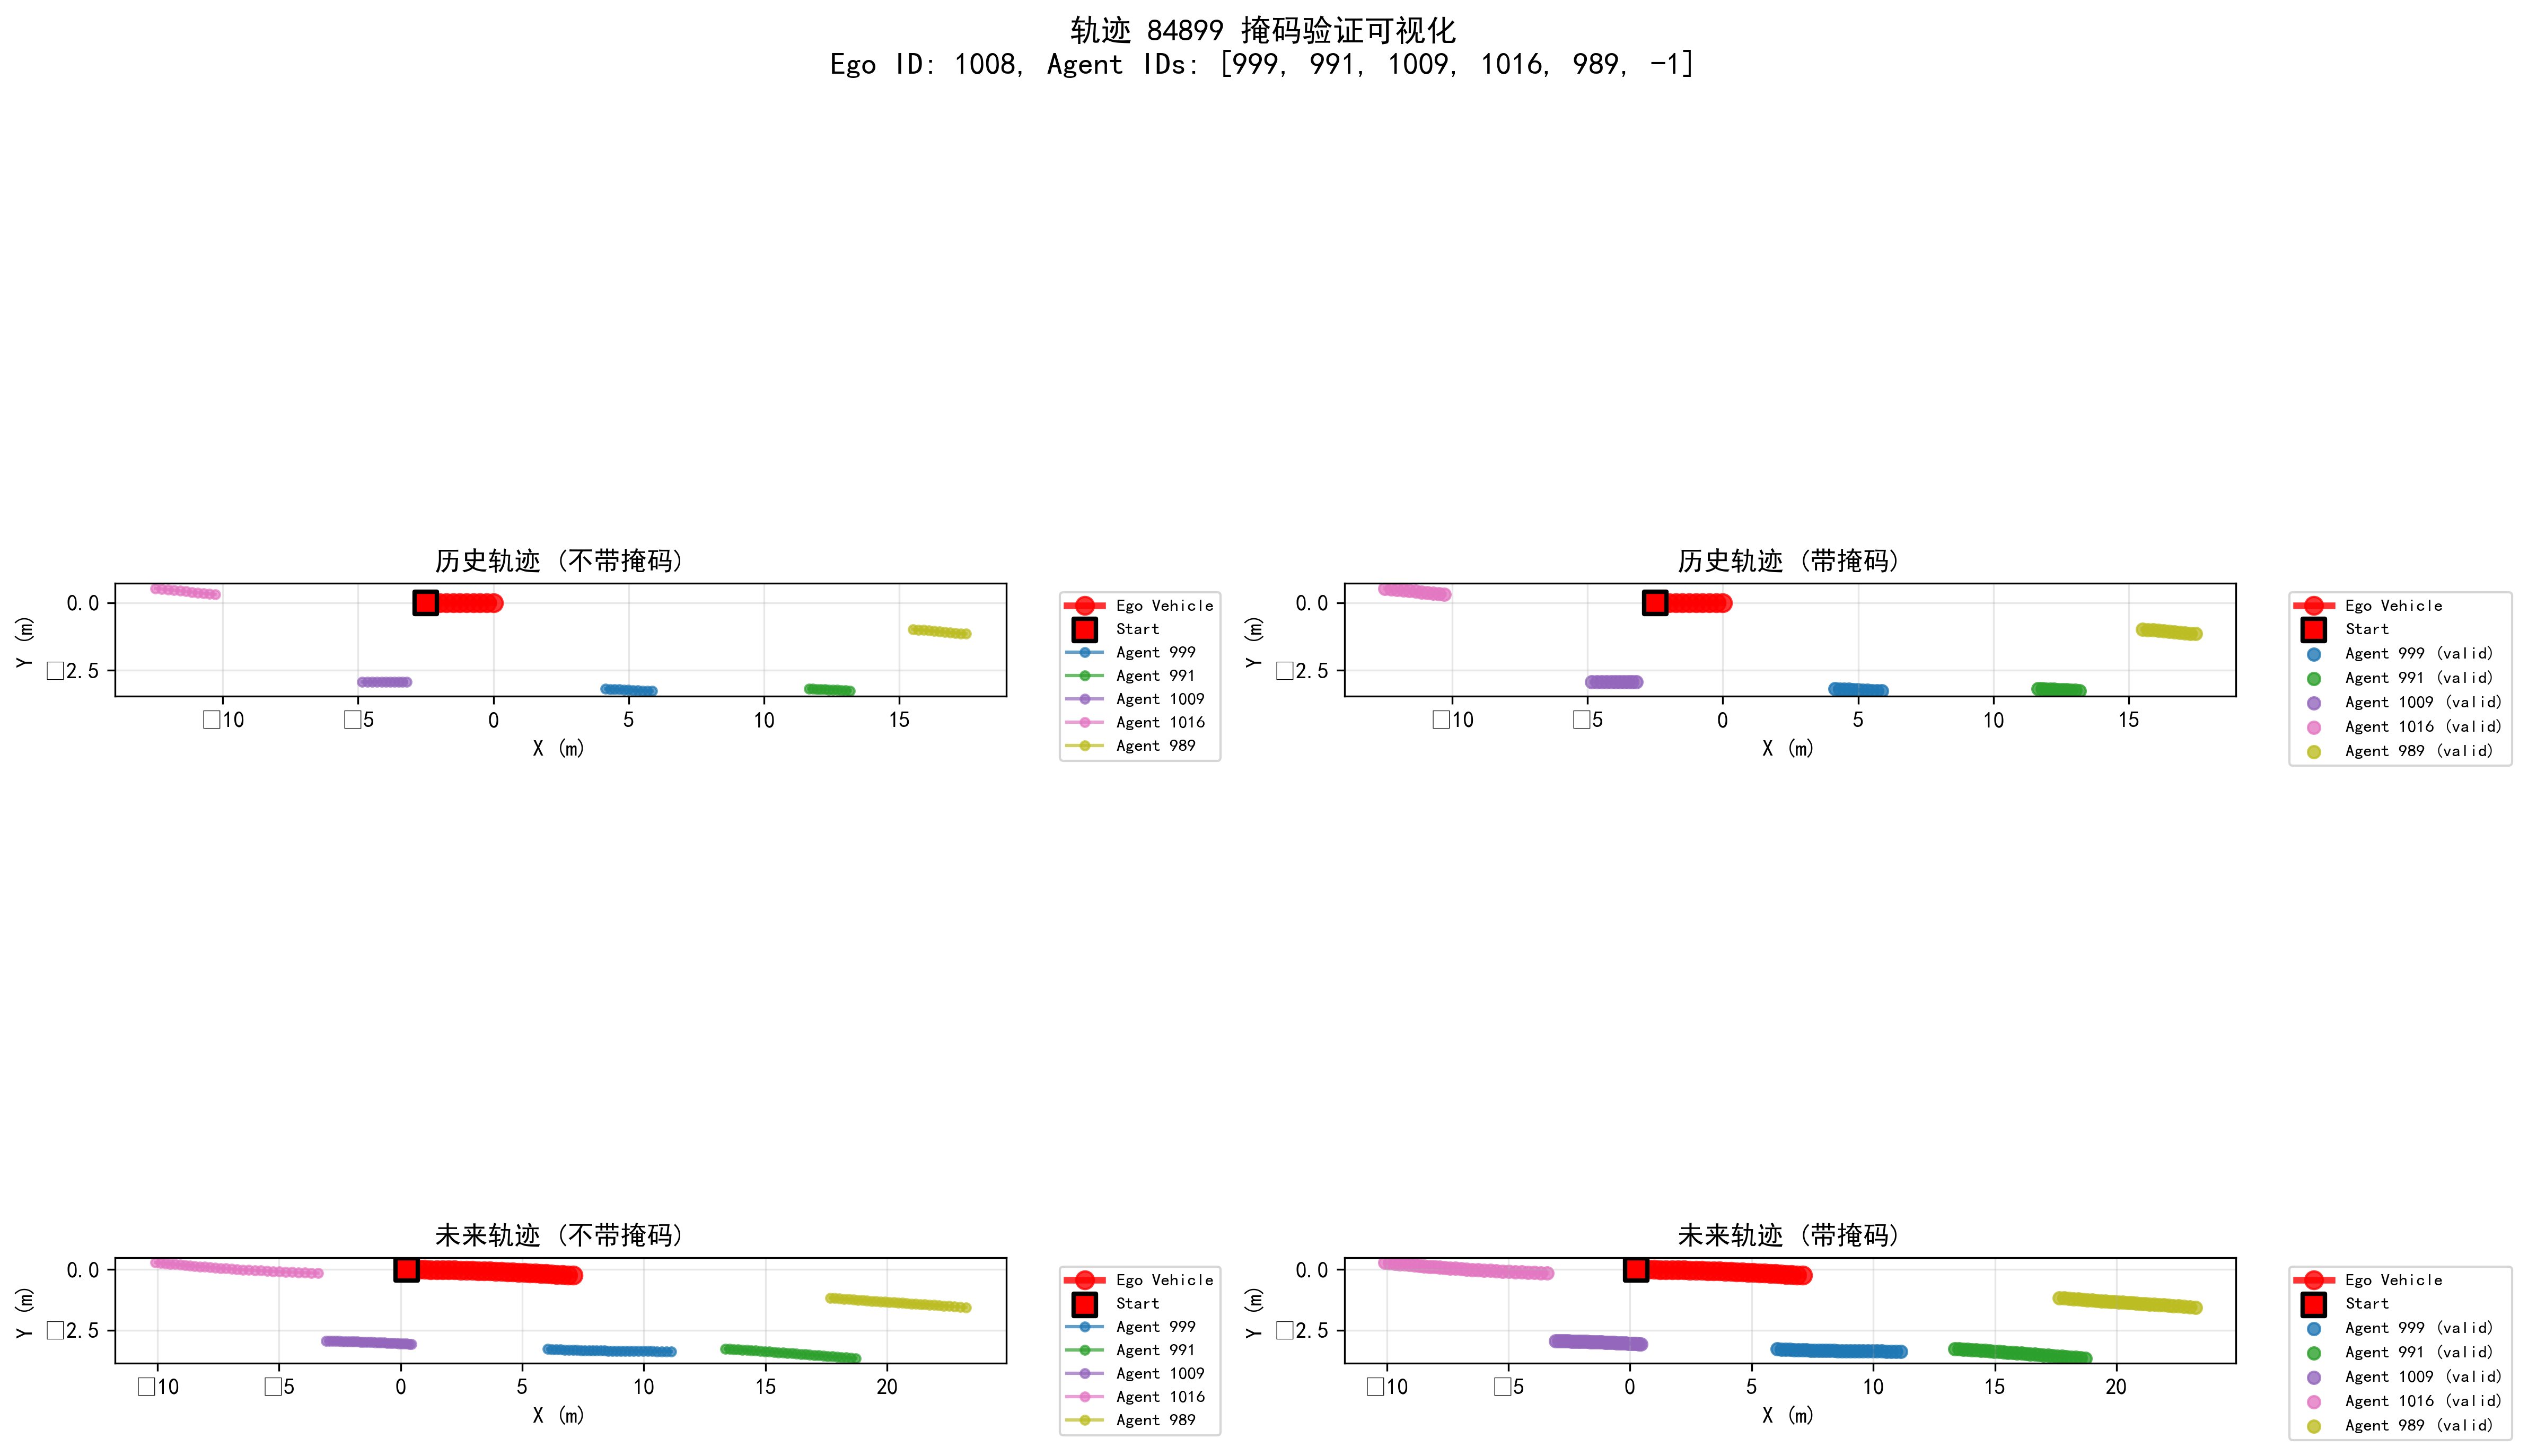 轨迹 84899 掩码验证可视化
Ego ID: 1008, Agent IDs: [999, 991, 1009, 1016, 989, -1]
历史轨迹 (不带掩码)
Y (m)
0.0
□2.5
□10 □5 0 5 10 15
X (m)
Ego Vehicle
Start
Agent 999
Agent 991
Agent 1009
Agent 1016
Agent 989
历史轨迹 (带掩码)
Y (m)
0.0
□2.5
□10 □5 0 5 10 15
X (m)
Ego Vehicle
Start
Agent 999 (valid)
Agent 991 (valid)
Agent 1009 (valid)
Agent 1016 (valid)
Agent 989 (valid)
未来轨迹 (不带掩码)
Y (m)
0.0
□2.5
□10 □5 0 5 10 15 20
X (m)
Ego Vehicle
Start
Agent 999
Agent 991
Agent 1009
Agent 1016
Agent 989
未来轨迹 (带掩码)
Y (m)
0.0
□2.5
□10 □5 0 5 10 15 20
X (m)
Ego Vehicle
Start
Agent 999 (valid)
Agent 991 (valid)
Agent 1009 (valid)
Agent 1016 (valid)
Agent 989 (valid)